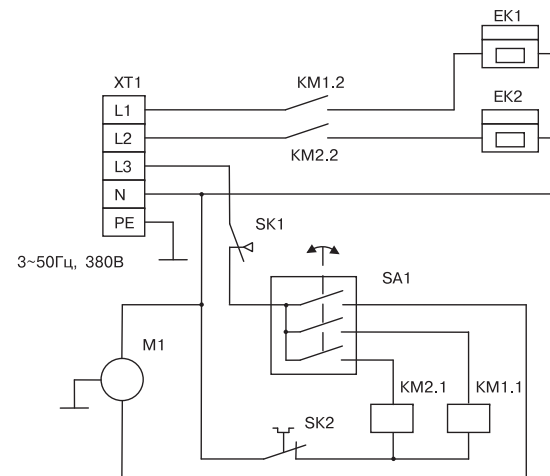 EK1
XT1
KM1.2
EK2
L1
L2
KM2.2
L3
N
PE
SK1
3~50Гц, 380В
SA1
M1
KM2.1
KM1.1
SK2